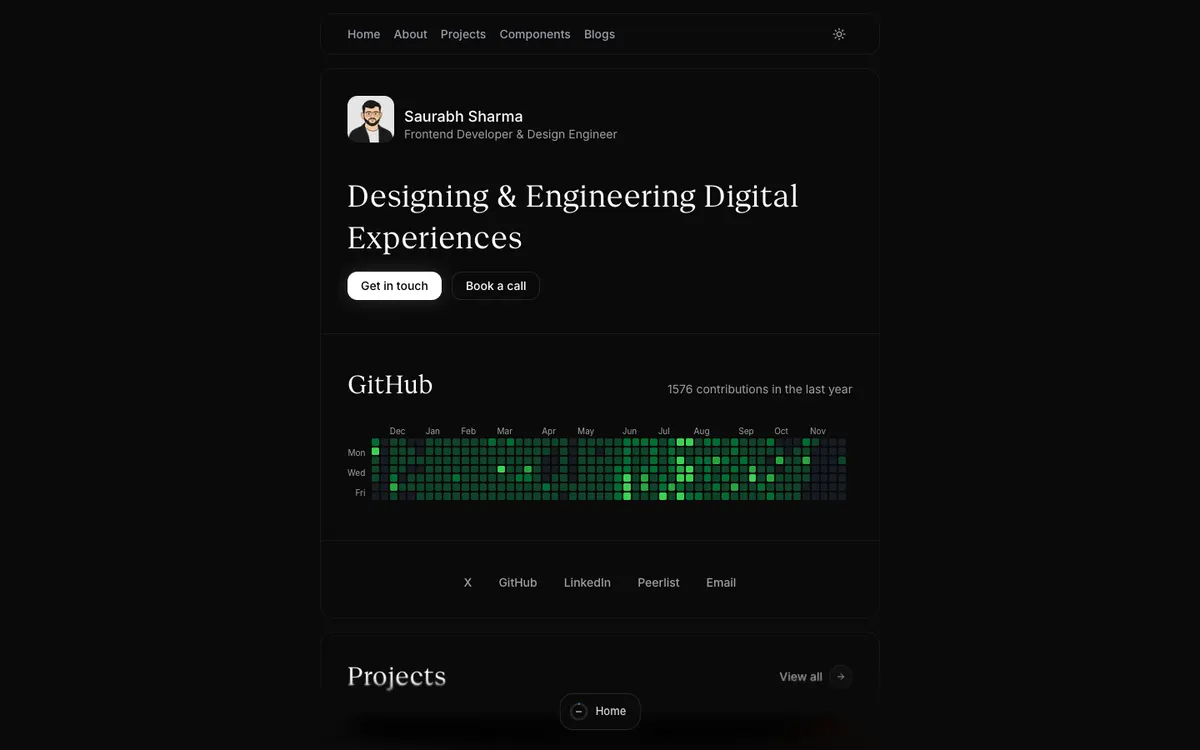 Home About Projects Components Blogs
Saurabh Sharma
Frontend Developer & Design Engineer
Designing & Engineering Digital
Experiences
Get in touch Book a call
GitHub 1576 contributions in the last year
Dec Jan Feb Mar Apr May Jun Jul Aug Sep Oct Nov
Mon
Wed
Fri
X GitHub LinkedIn Peerlist Email
Projects View all
Home